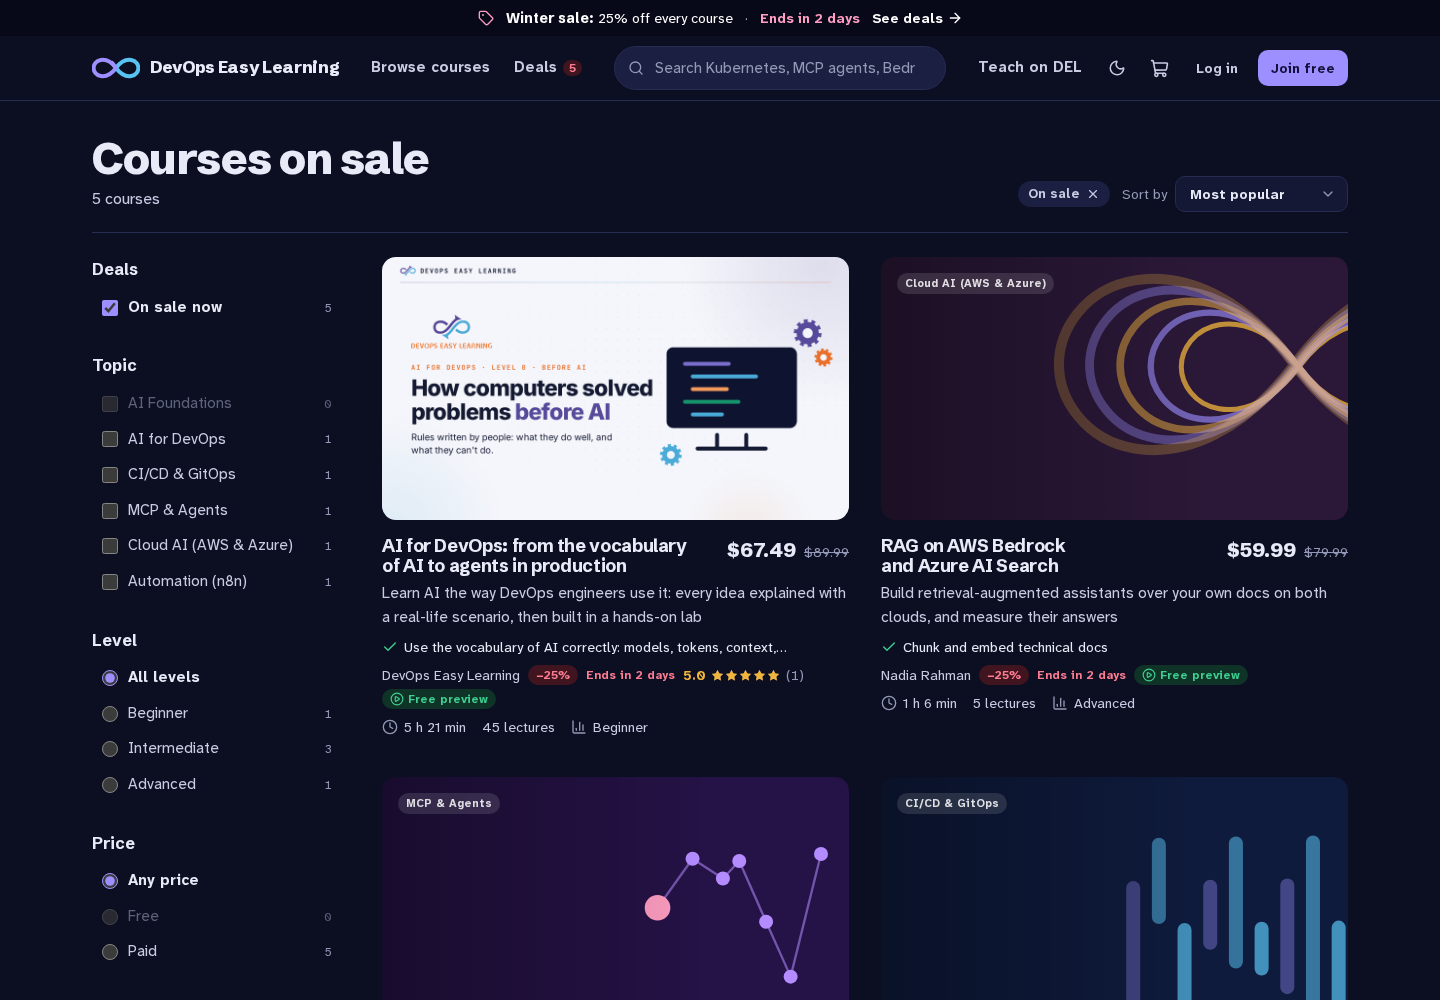 Winter sale: 25% off every course · Ends in 2 days See deals →
DevOps Easy Learning
Browse courses
Deals 5
Search Kubernetes, MCP agents, Bedr
Teach on DEL
Log in
Join free
Courses on sale
5 courses
On sale ×
Sort by
Most popular
Deals
On sale now 5
Topic
AI Foundations 0
AI for DevOps 1
CI/CD & GitOps 1
MCP & Agents 1
Cloud AI (AWS & Azure) 1
Automation (n8n) 1
Level
All levels
Beginner 1
Intermediate 3
Advanced 1
Price
Any price
Free 0
Paid 5
DEVOPS EASY LEARNING
DEVOPS EASY LEARNING
AI FOR DEVOPS · LEVEL 0 · BEFORE AI
How computers solved
problems before AI
Rules written by people: what they do well, and
what they can't do.
AI for DevOps: from the vocabulary
of AI to agents in production
$67.49 $89.99
Learn AI the way DevOps engineers use it: every idea explained with
a real-life scenario, then built in a hands-on lab
Use the vocabulary of AI correctly: models, tokens, context,…
DevOps Easy Learning −25% Ends in 2 days 5.0 ★★★★★ (1)
Free preview
5 h 21 min 45 lectures Beginner
Cloud AI (AWS & Azure)
RAG on AWS Bedrock
and Azure AI Search
$59.99 $79.99
Build retrieval-augmented assistants over your own docs on both
clouds, and measure their answers
Chunk and embed technical docs
Nadia Rahman −25% Ends in 2 days Free preview
1 h 6 min 5 lectures Advanced
MCP & Agents
CI/CD & GitOps